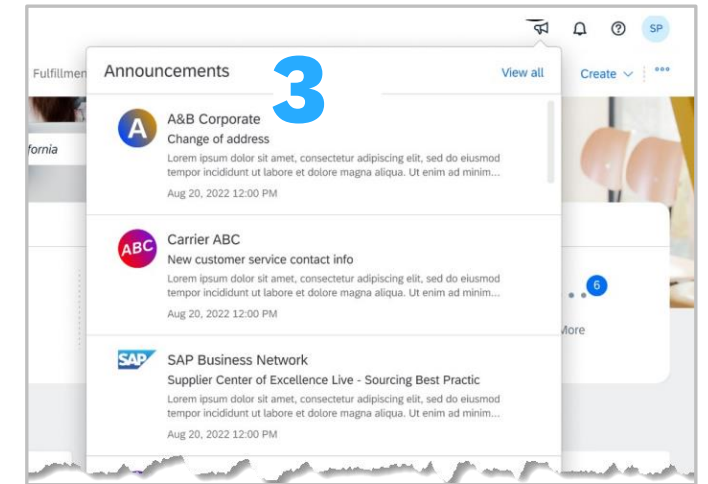 SP
Fulfillmen
Announcements
3
View all
Create
fornia
A
A&B Corporate
Change of address
Lorem ipsum dolor sit amet, consectetur adipiscing elit, sed do eiusmod
tempor incididunt ut labore et dolore magna aliqua. Ut enim ad minim...
Aug 20, 2022 12:00 PM
ABC
Carrier ABC
New customer service contact info
Lorem ipsum dolor sit amet, consectetur adipiscing elit, sed do eiusmod
tempor incididunt ut labore et dolore magna aliqua. Ut enim ad minim...
Aug 20, 2022 12:00 PM
6
More
SAP
SAP Business Network
Supplier Center of Excellence Live - Sourcing Best Practic
Lorem ipsum dolor sit amet, consectetur adipiscing elit, sed do eiusmod
tempor incididunt ut labore et dolore magna aliqua. Ut enim ad minim...
Aug 20, 2022 12:00 PM